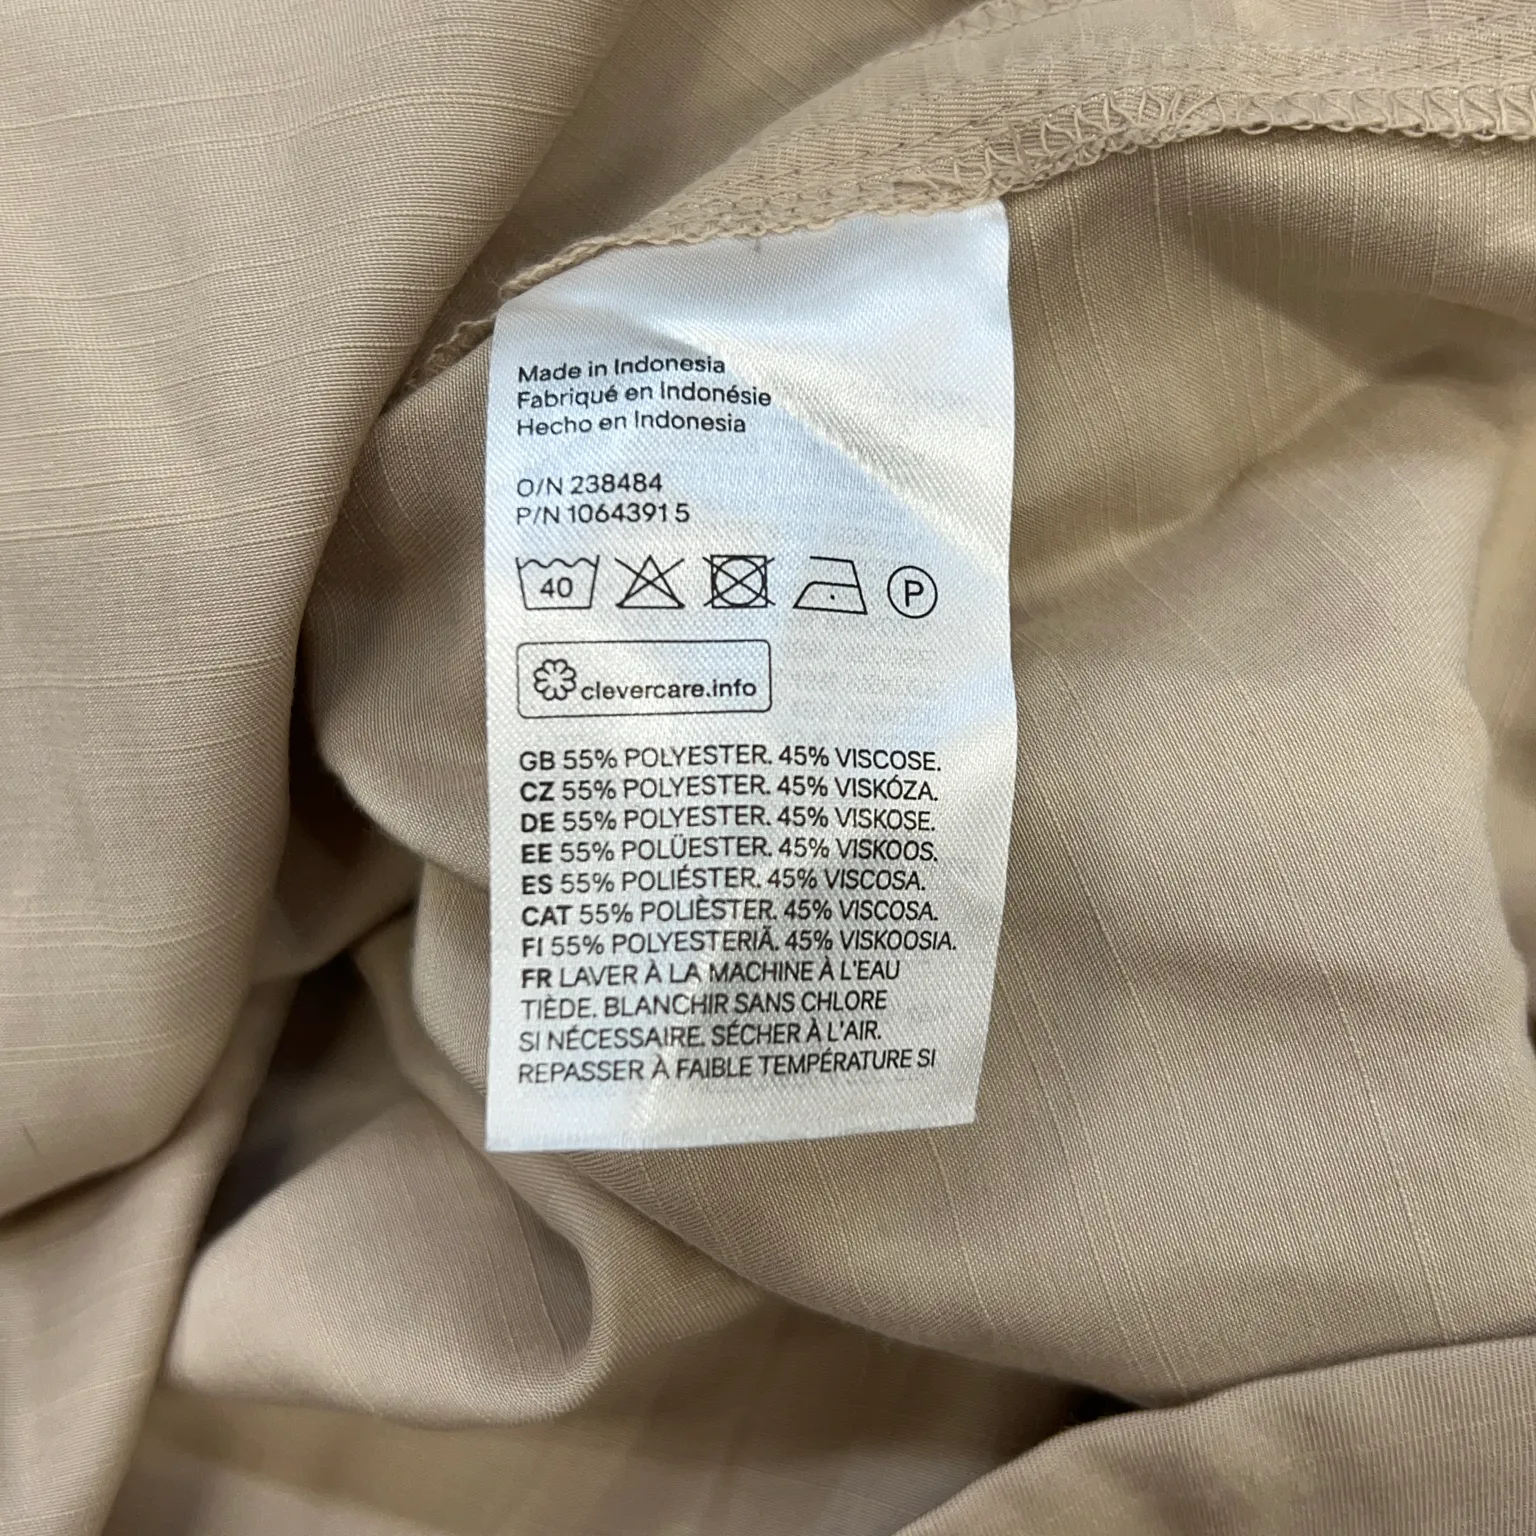 Made in Indonesia
Fabriqué en Indonésie
Hecho en Indonesia
O/N 238484
P/N 10643915
40
P
clevercare.info
GB 55% POLYESTER. 45% VISCOSE.
CZ 55% POLYESTER. 45% VISKÓZA.
DE 55% POLYESTER. 45% VISKOSE.
EE 55% POLÜESTER. 45% VISKOOS.
ES 55% POLIÉSTER. 45% VISCOSA.
CAT 55% POLIÈSTER. 45% VISCOSA.
FI 55% POLYESTERIÄ. 45% VISKOOSIA.
FR LAVER À LA MACHINE À L'EAU
TIÈDE. BLANCHIR SANS CHLORE
SI NÉCESSAIRE. SÉCHER À L'AIR.
REPASSER À FAIBLE TEMPÉRATURE SI